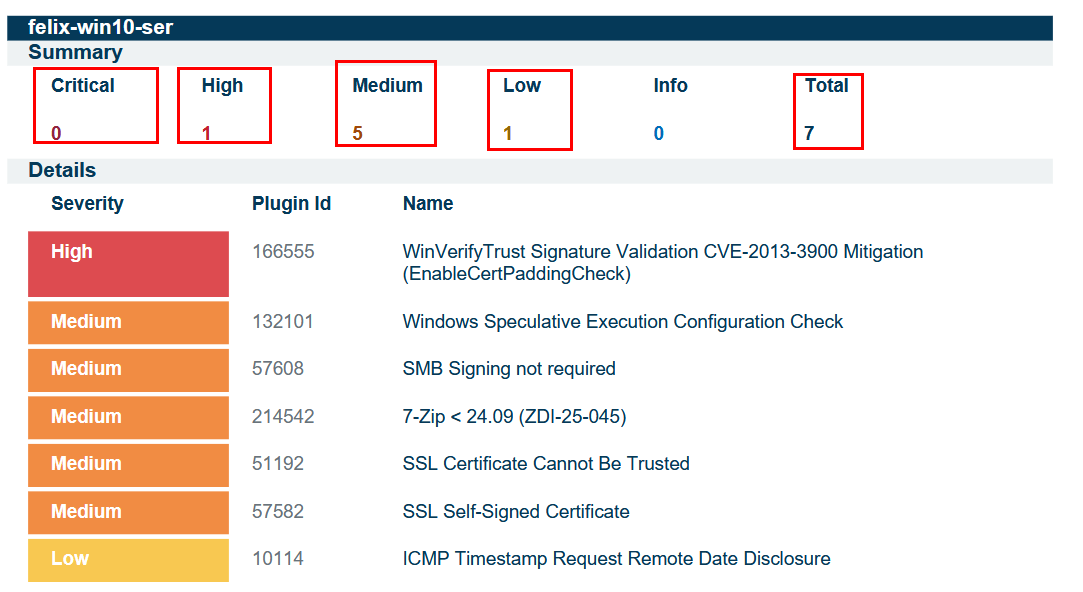 felix-win10-ser
Summary
Critical High Medium Low Info Total
0 1 5 1 0 7
Details
Severity Plugin Id Name
High 166555 WinVerifyTrust Signature Validation CVE-2013-3900 Mitigation
(EnableCertPaddingCheck)
Medium 132101 Windows Speculative Execution Configuration Check
Medium 57608 SMB Signing not required
Medium 214542 7-Zip < 24.09 (ZDI-25-045)
Medium 51192 SSL Certificate Cannot Be Trusted
Medium 57582 SSL Self-Signed Certificate
Low 10114 ICMP Timestamp Request Remote Date Disclosure